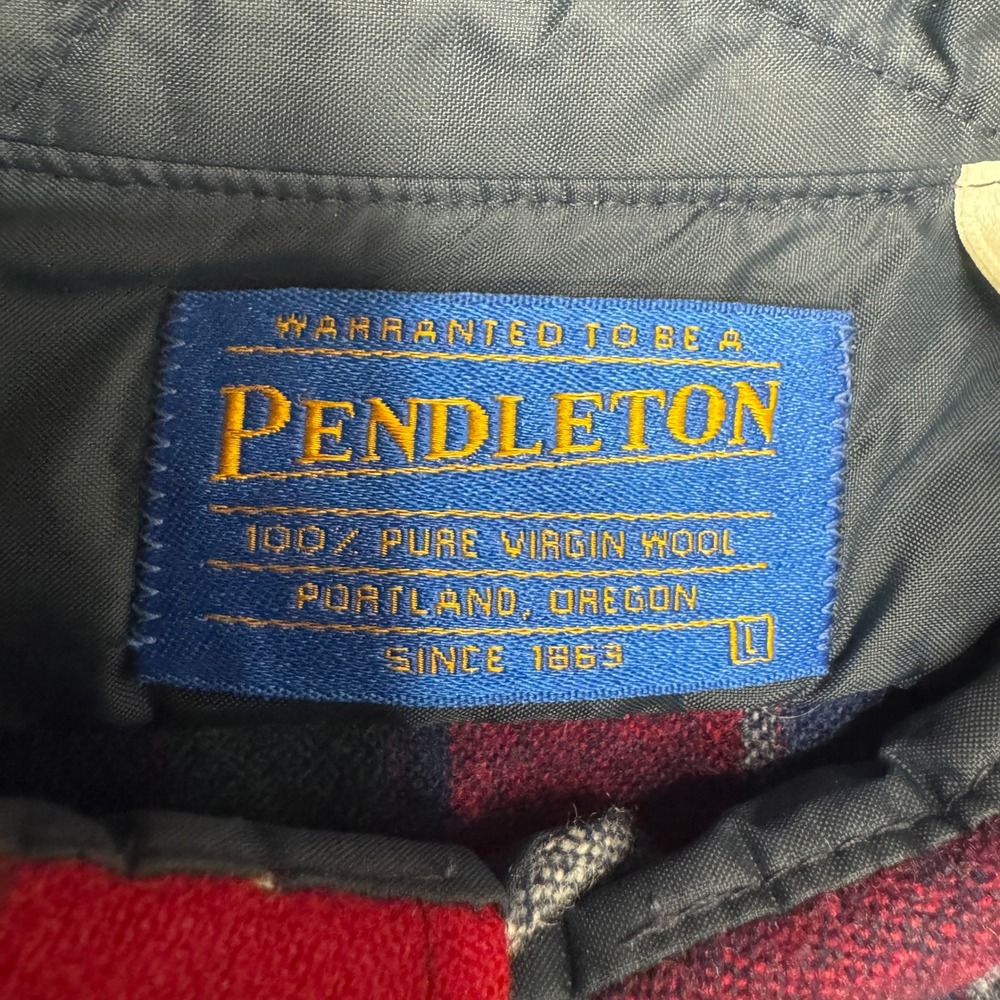 WARRANTED TO BE A
PENDLETON
100% PURE VIRGIN WOOL
PORTLAND, OREGON
SINCE 1863
L